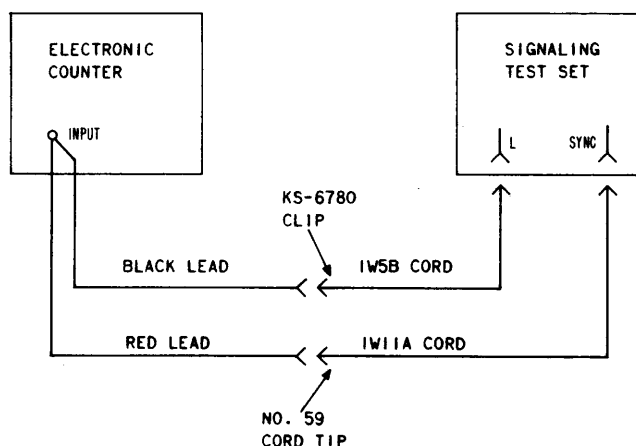 ELECTRONIC
COUNTER
INPUT
SIGNALING
TEST SET
L
SYNC
KS-6780
CLIP
BLACK LEAD
1W5B CORD
RED LEAD
1W11A CORD
NO. 59
CORD TIP